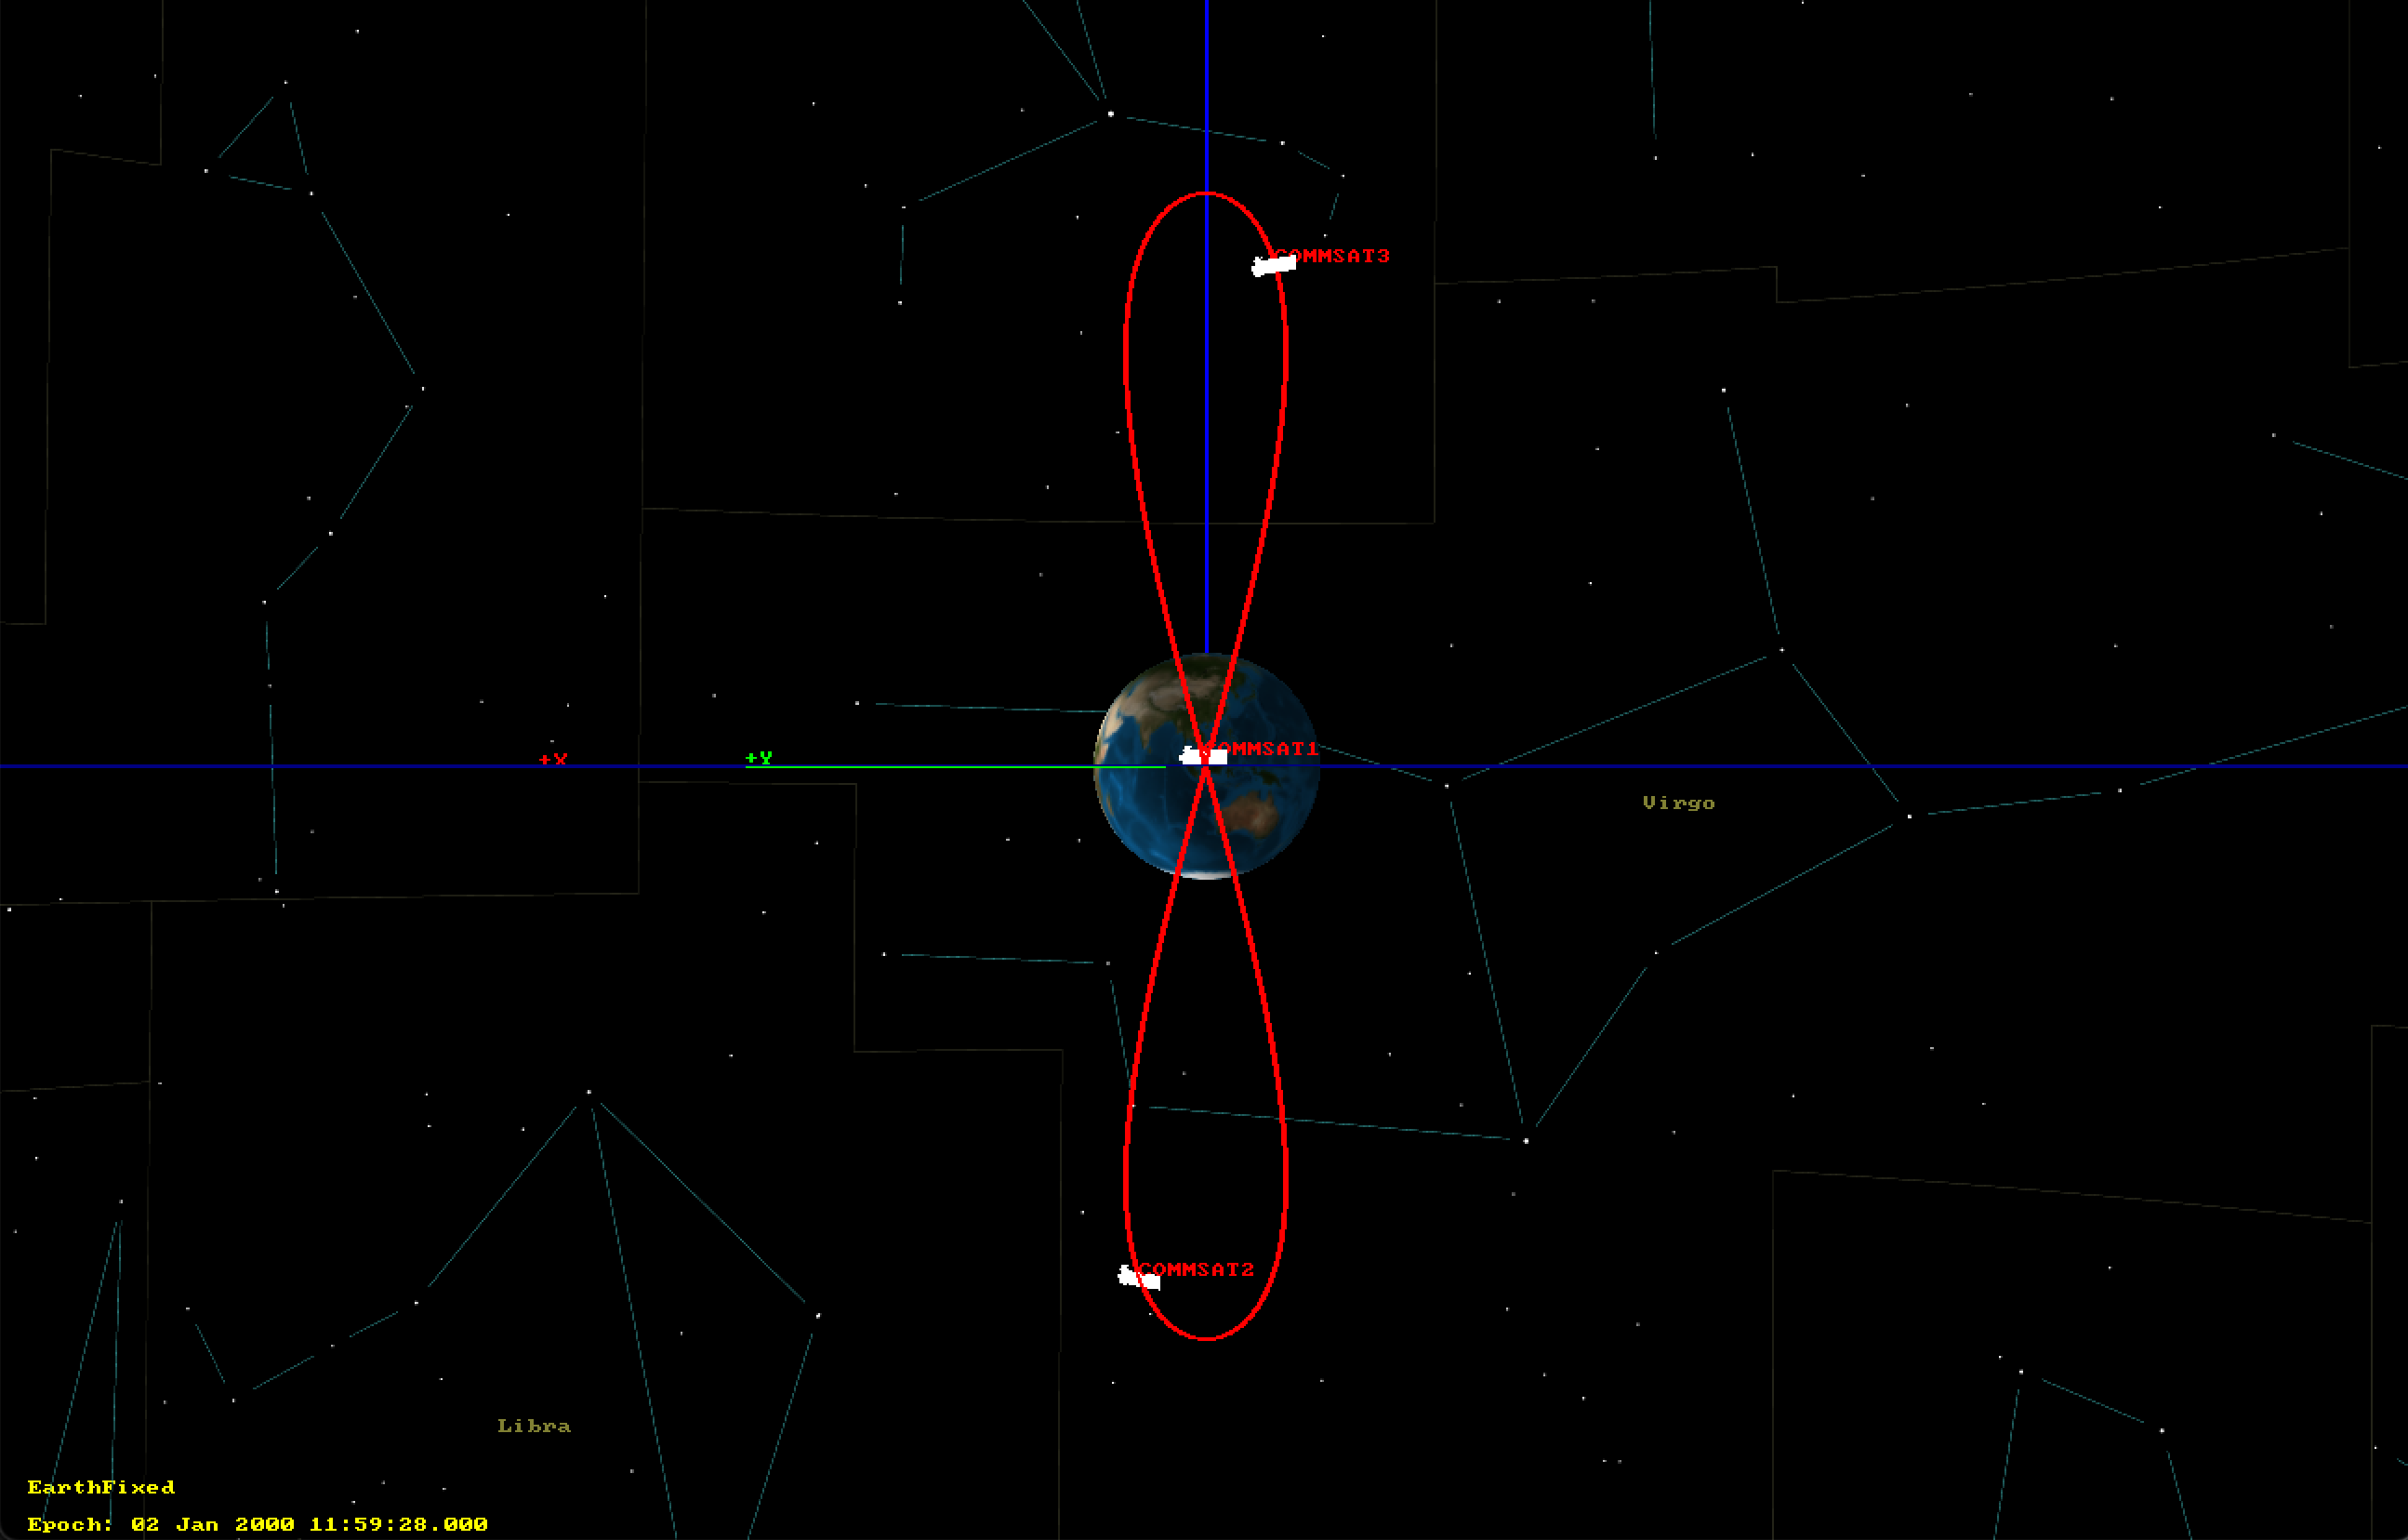 COMMSAT3
COMMSAT1
+X
+Y
Virgo
COMMSAT2
Libra
EarthFixed
Epoch: 02 Jan 2000 11:59:28.000